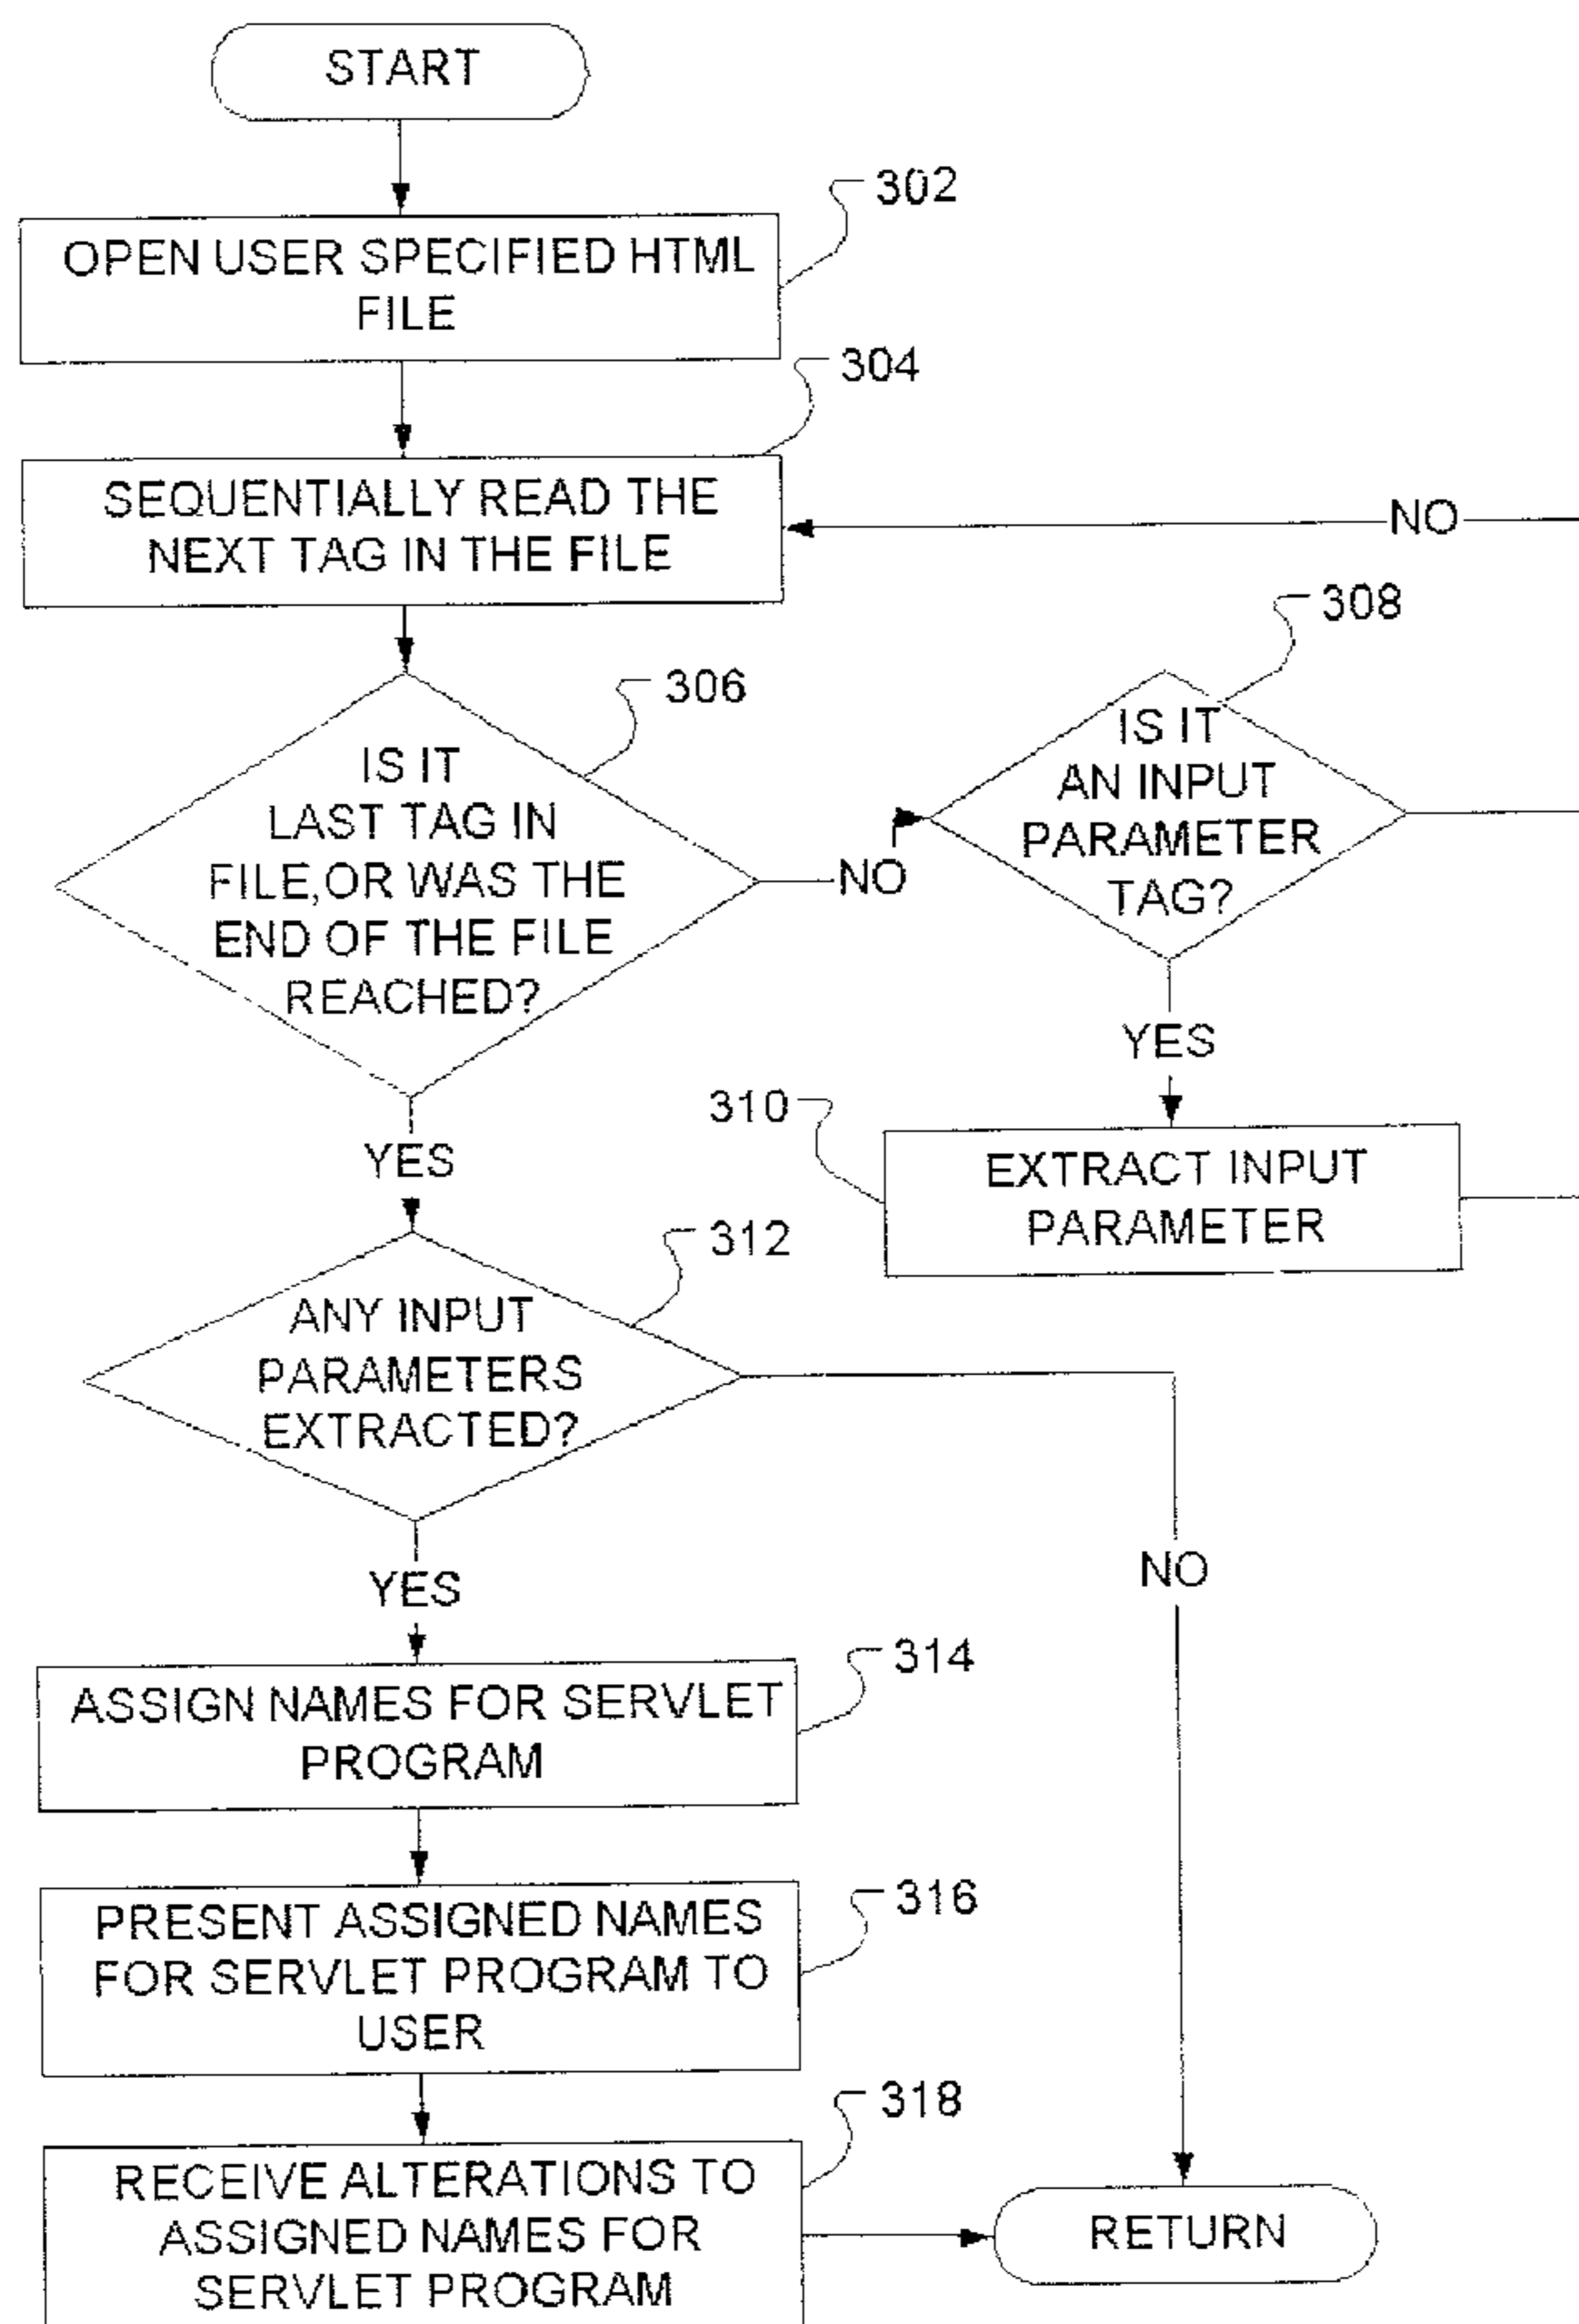 START
302
OPEN USER SPECIFIED HTML
FILE
304
SEQUENTIALLY READ THE
NEXT TAG IN THE FILE
NO
308
306
IS IT
LAST TAG IN
FILE,OR WAS THE
END OF THE FILE
REACHED?
NO
IS IT
AN INPUT
PARAMETER
TAG?
YES
310
EXTRACT INPUT
PARAMETER
YES
312
ANY INPUT
PARAMETERS
EXTRACTED?
NO
YES
314
ASSIGN NAMES FOR SERVLET
PROGRAM
316
PRESENT ASSIGNED NAMES
FOR SERVLET PROGRAM TO
USER
318
RECEIVE ALTERATIONS TO
ASSIGNED NAMES FOR
SERVLET PROGRAM
RETURN